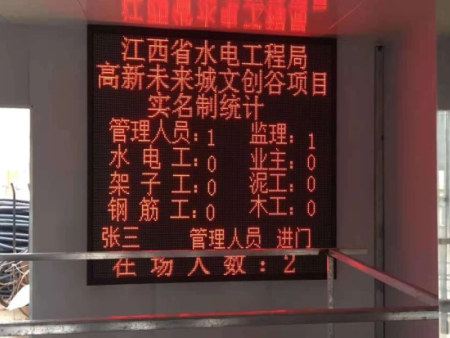 江西省水电工程局
高新未来城文创谷项目
实名制统计
管理人员:1 监理:1
水电工:0 业主:0
架子工:0 泥工:0
钢筋工:0 木工:0
张三 管理人员 进门
在场人数:2